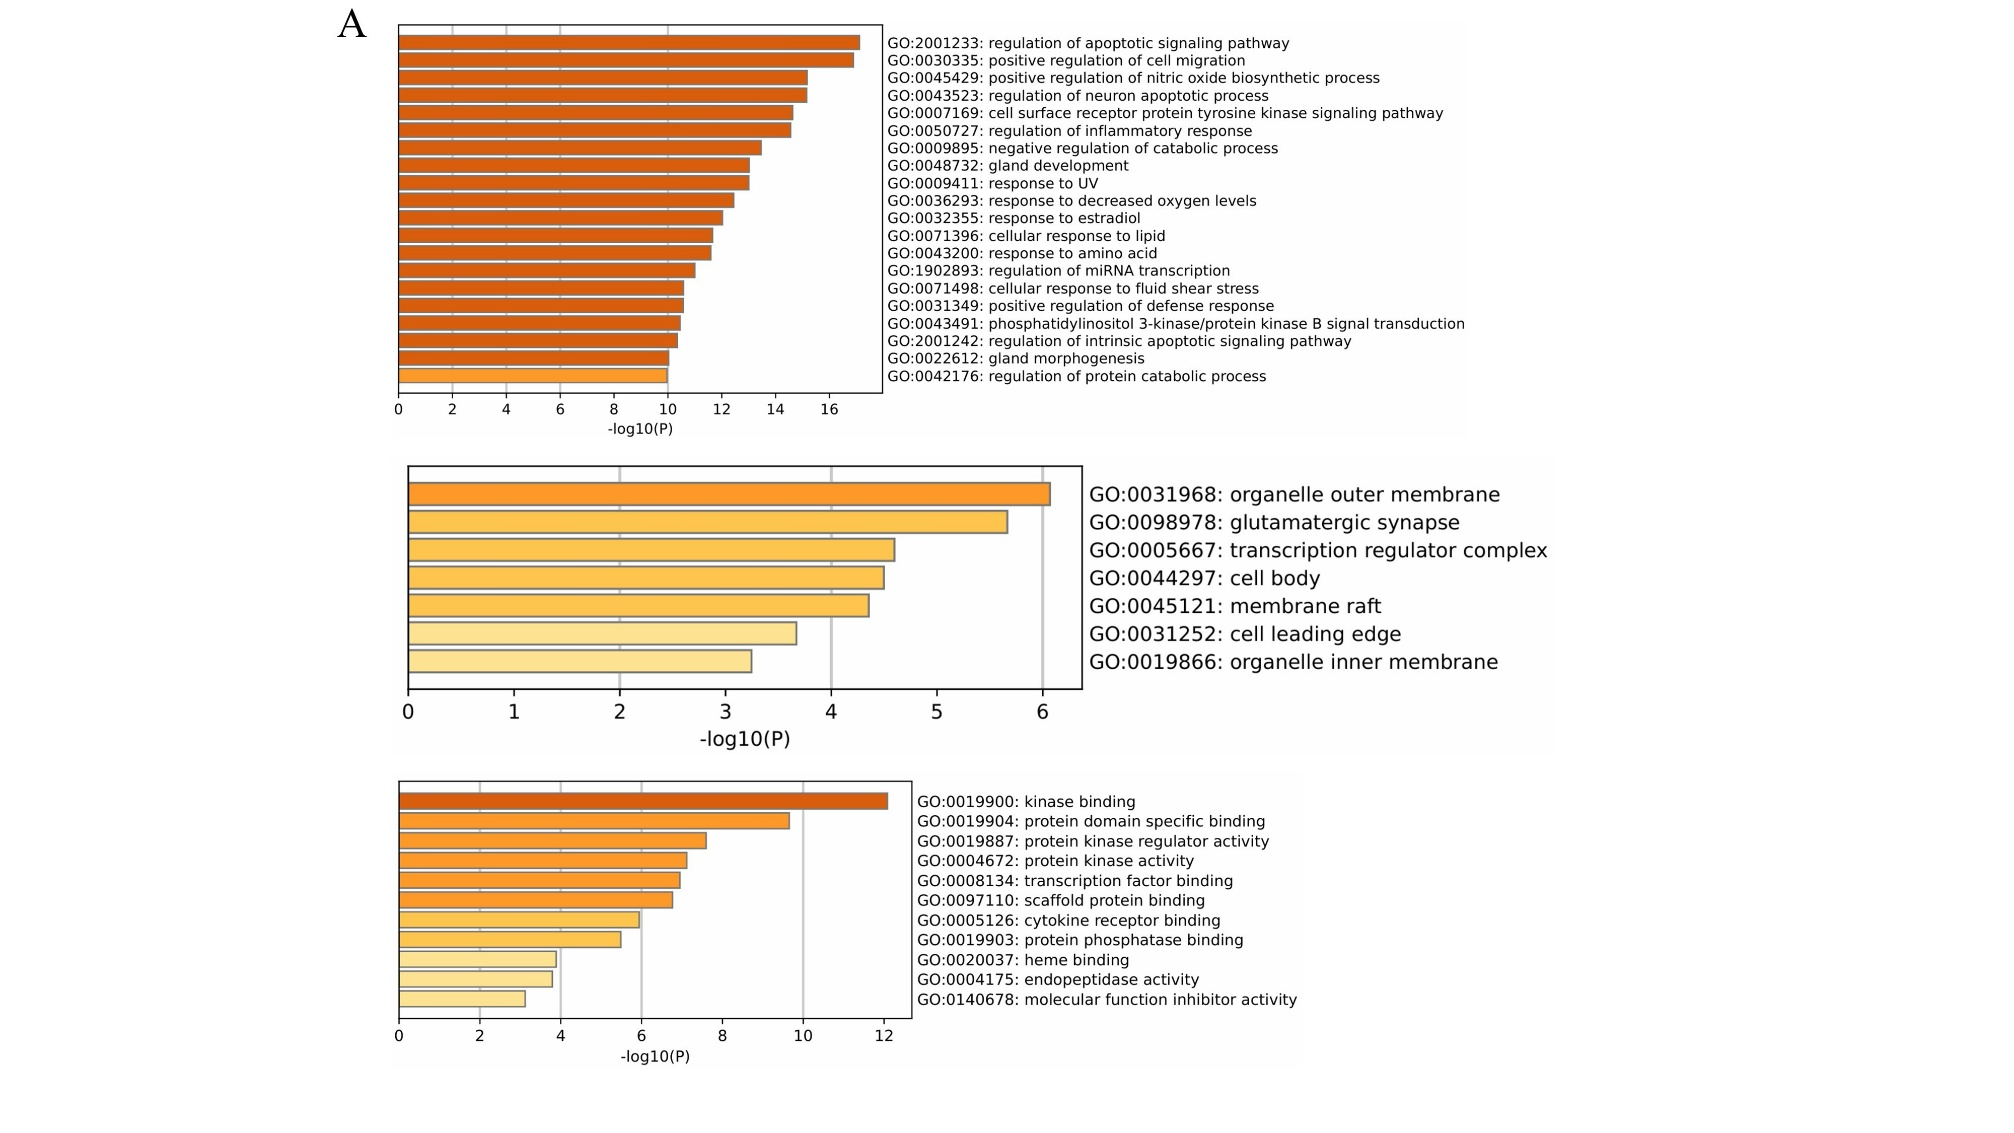 A
GO:2001233: regulation of apoptotic signaling pathway
GO:0030335: positive regulation of cell migration
GO:0045429: positive regulation of nitric oxide biosynthetic process
GO:0043523: regulation of neuron apoptotic process
GO:0007169: cell surface receptor protein tyrosine kinase signaling pathway
GO:0050727: regulation of inflammatory response
GO:0009895: negative regulation of catabolic process
GO:0048732: gland development
GO:0009411: response to UV
GO:0036293: response to decreased oxygen levels
GO:0032355: response to estradiol
GO:0071396: cellular response to lipid
GO:0043200: response to amino acid
GO:1902893: regulation of miRNA transcription
GO:0071498: cellular response to fluid shear stress
GO:0031349: positive regulation of defense response
GO:0043491: phosphatidylinositol 3-kinase/protein kinase B signal transduction
GO:2001242: regulation of intrinsic apoptotic signaling pathway
GO:0022612: gland morphogenesis
GO:0042176: regulation of protein catabolic process
0 2 4 6 8 10 12 14 16
-log10(P)
GO:0031968: organelle outer membrane
GO:0098978: glutamatergic synapse
GO:0005667: transcription regulator complex
GO:0044297: cell body
GO:0045121: membrane raft
GO:0031252: cell leading edge
GO:0019866: organelle inner membrane
0 1 2 3 4 5 6
-log10(P)
GO:0019900: kinase binding
GO:0019904: protein domain specific binding
GO:0019887: protein kinase regulator activity
GO:0004672: protein kinase activity
GO:0008134: transcription factor binding
GO:0097110: scaffold protein binding
GO:0005126: cytokine receptor binding
GO:0019903: protein phosphatase binding
GO:0020037: heme binding
GO:0004175: endopeptidase activity
GO:0140678: molecular function inhibitor activity
0 2 4 6 8 10 12
-log10(P)